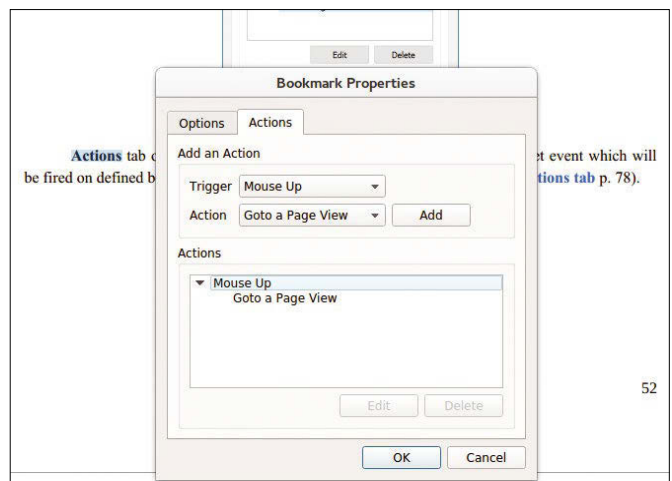 Edit Delete
Bookmark Properties
Options Actions
Actions tab
Add an Action
event which will
be fired on defined
tions tab p. 78).
Trigger Mouse Up
Action Goto a Page View Add
Actions
Mouse Up
Goto a Page View
52
Edit Delete
OK Cancel